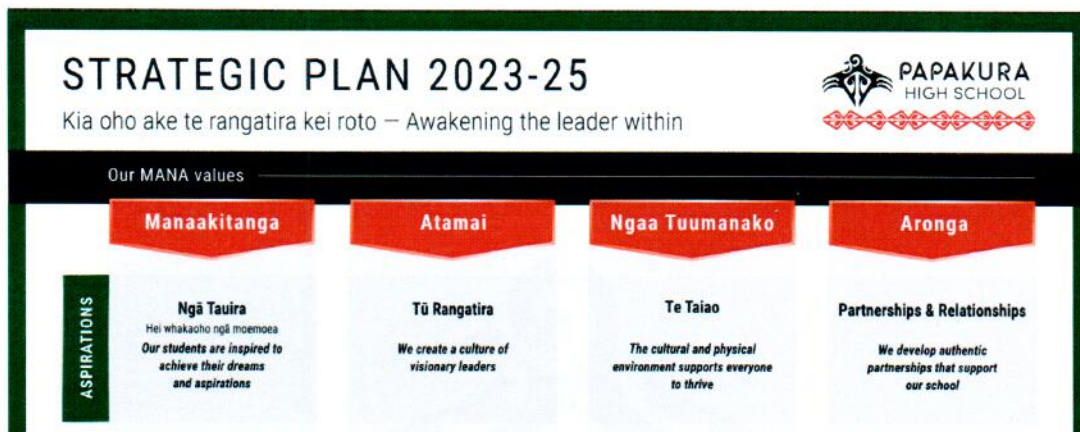 STRATEGIC PLAN 2023-25
Kia oho ake te rangatira kei roto – Awakening the leader within
PAPAKURA
HIGH SCHOOL
Our MANA values
Manaakitanga
Atamai
Ngaa Tuumanako
Aronga
ASPIRATIONS
Ngā Tauira
Hei whakaoho ngā moemoea
Our students are inspired to
achieve their dreams
and aspirations
Tū Rangatira
We create a culture of
visionary leaders
Te Taiao
The cultural and physical
environment supports everyone
to thrive
Partnerships & Relationships
We develop authentic
partnerships that support
our school